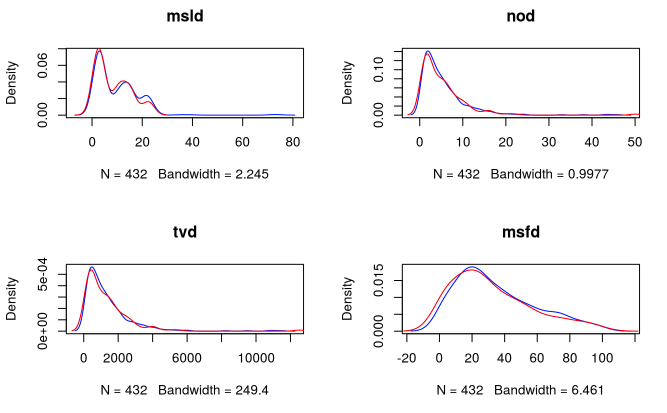 msld
Density
0.00
0.06
0 20 40 60 80
N = 432 Bandwidth = 2.245
nod
Density
0.00
0.10
0 10 20 30 40 50
N = 432 Bandwidth = 0.9977
tvd
Density
0e+00
5e-04
0 2000 6000 10000
N = 432 Bandwidth = 249.4
msfd
Density
0.000
0.015
-20 0 20 40 60 80 100
N = 432 Bandwidth = 6.461